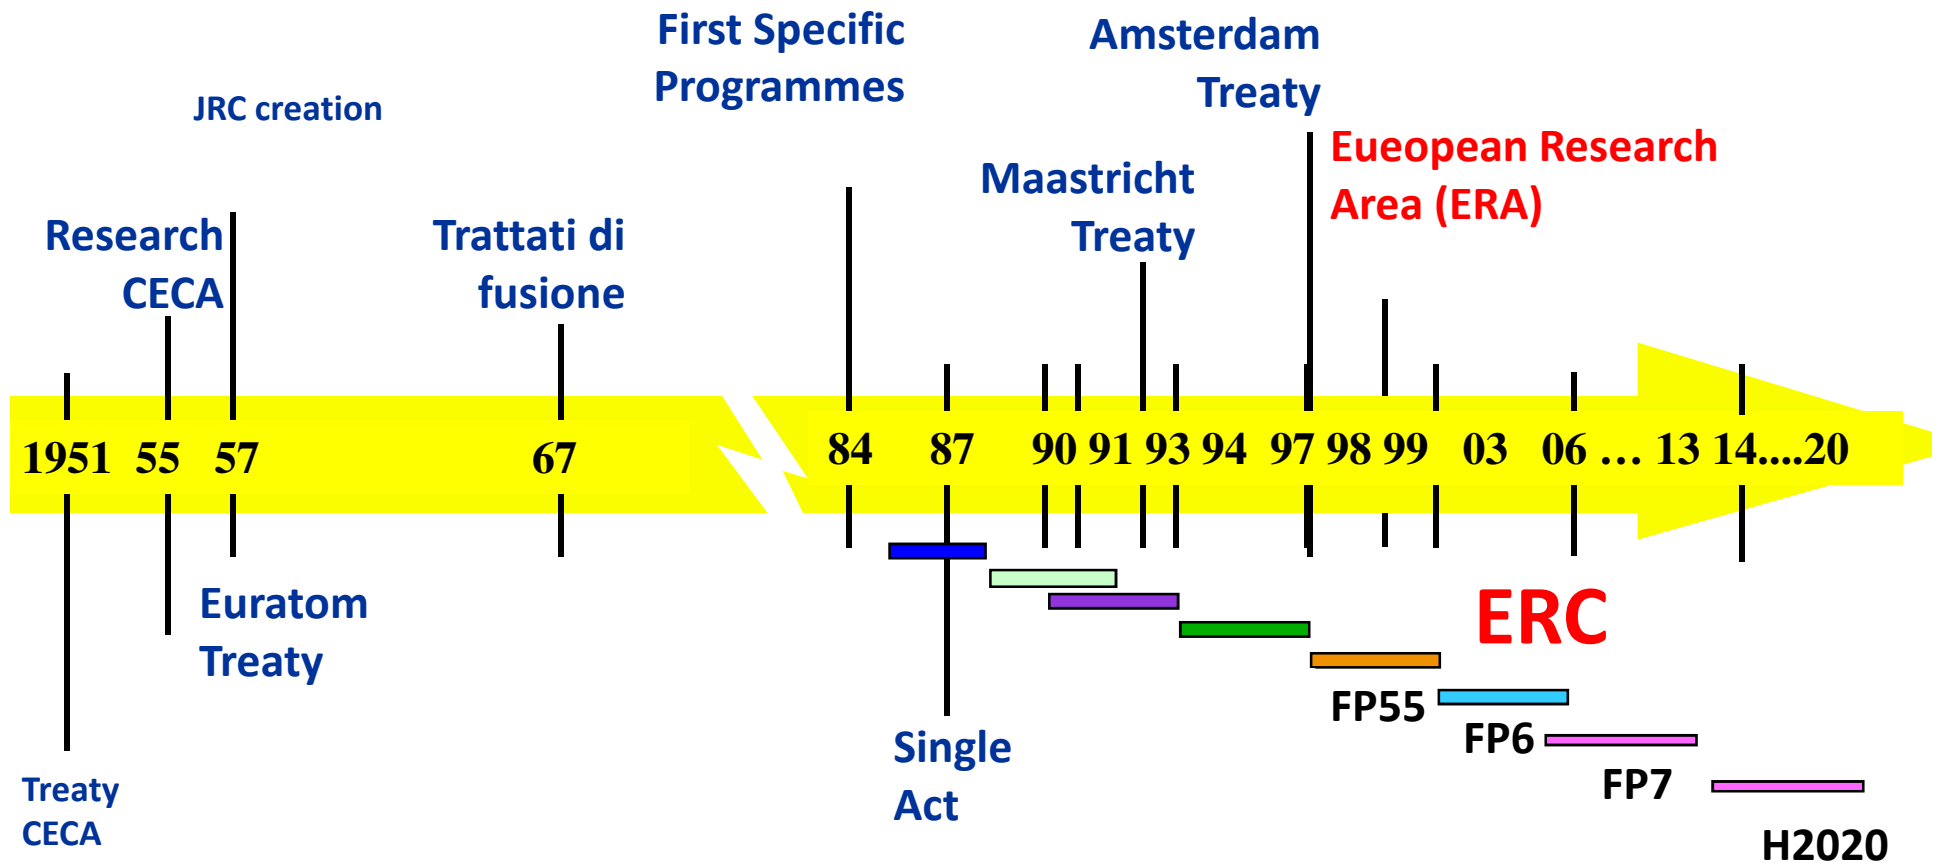 First Specific
Programmes
Amsterdam
Treaty
JRC creation
Eueopean Research
Area (ERA)
Maastricht
Treaty
Research
CECA
Trattati di
fusione
1951 55 57 67 84 87 90 91 93 94 97 98 99 03 06 ... 13 14....20
Euratom
Treaty
ERC
FP55
FP6
Single
Act
FP7
Treaty
CECA
H2020